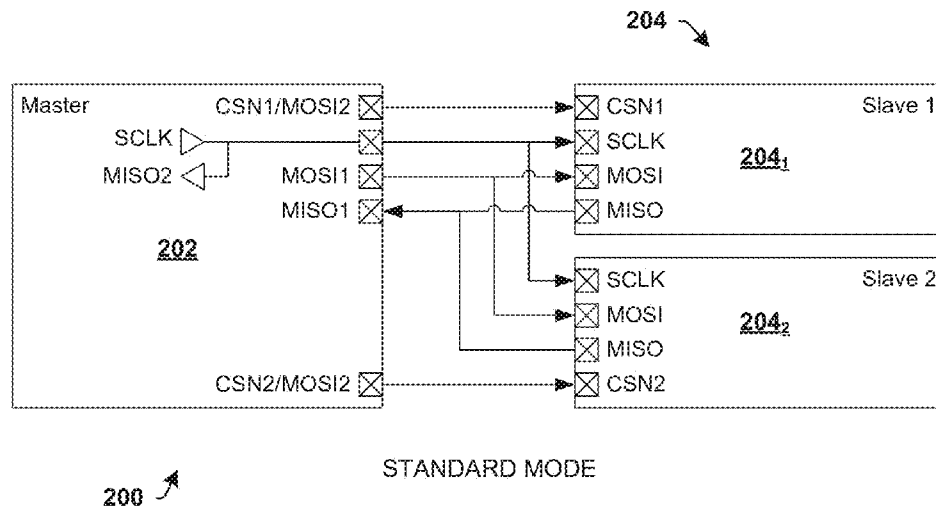 204
Master
CSN1/MOSI2
CSN1
Slave 1
SCLK
SCLK
204₁
MISO2
MOSI1
MOSI
MISO1
MISO
202
SCLK
Slave 2
MOSI
204₂
MISO
CSN2/MOSI2
CSN2
STANDARD MODE
200